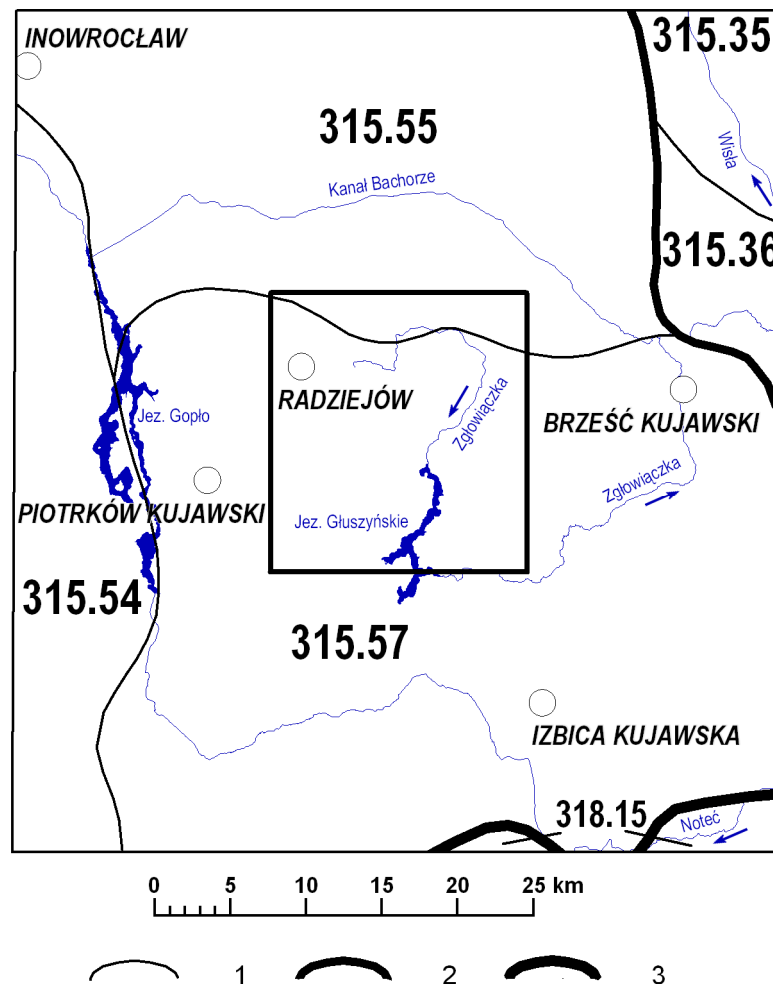 INOWROCŁAW
315.35
315.55
Wisła
Kanał Bachorze
315.36
RADZIEJÓW
Zgłowiączka
Jez. Gopło
BRZEŚĆ KUJAWSKI
Zgłowiączka
PIOTRKÓW KUJAWSKI
Jez. Głuszyńskie
315.54
315.57
IZBICA KUJAWSKA
318.15
Noteć
0 5 10 15 20 25 km
1 2 3